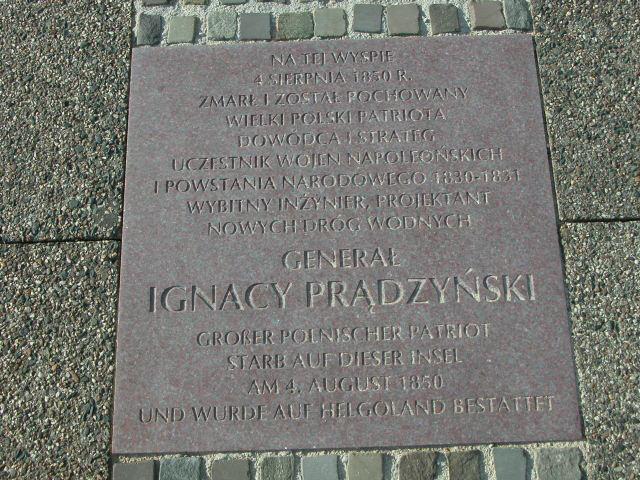 NA TEJ WYSPIE
4 SIERPNIA 1850 R.
ZMARŁ I ZOSTAŁ POCHOWANY
WIELKI POLSKI PATRIOTA
DOWÓDCA I STRATEG
UCZESTNIK WOJEN NAPOLEOŃSKICH
I POWSTANIA NARODOWEGO 1830-1831
WYBITNY INŻYNIER, PROJEKTANT
NOWYCH DRÓG WODNYCH
GENERAŁ
IGNACY PRĄDZYŃSKI
GROẞER POLNISCHER PATRIOT
STARB AUF DIESER INSEL
AM 4. AUGUST 1850
UND WURDE AUF HELGOLAND BESTATTET